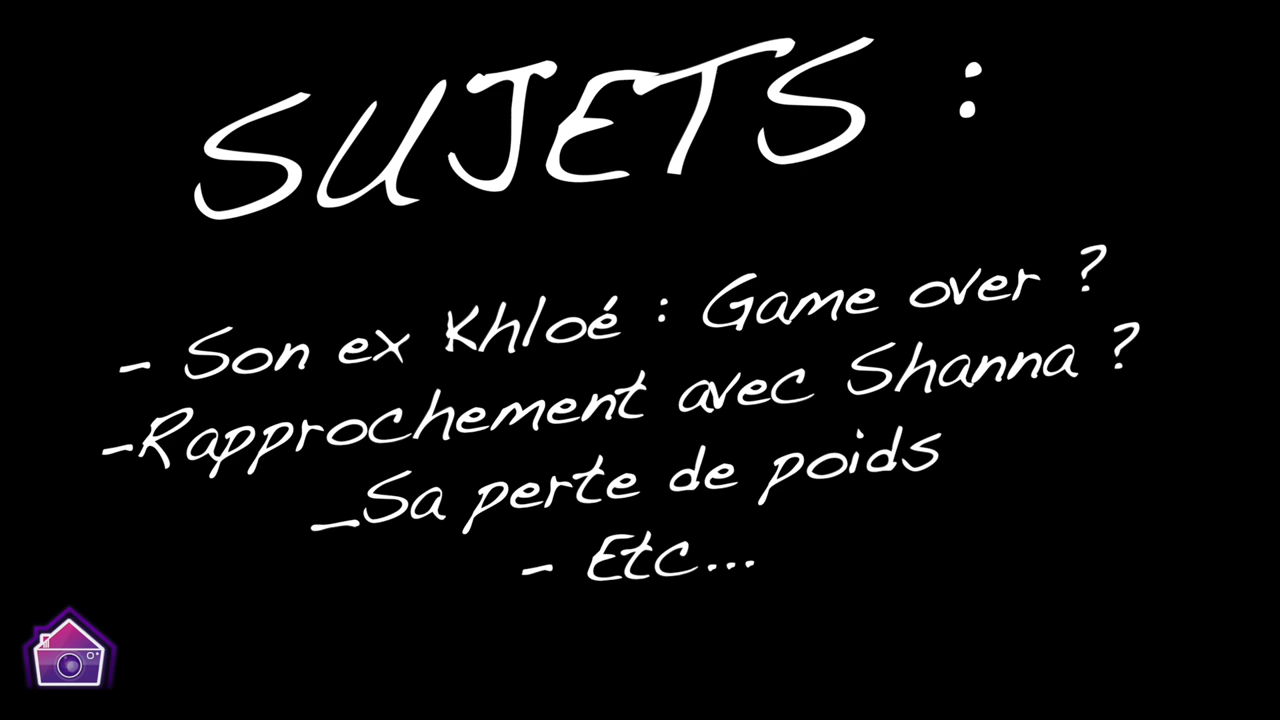 SUJETS :
- Son ex Khloé : Game over ?
-Rapprochement avec Shanna ?
_Sa perte de poids
- Etc...